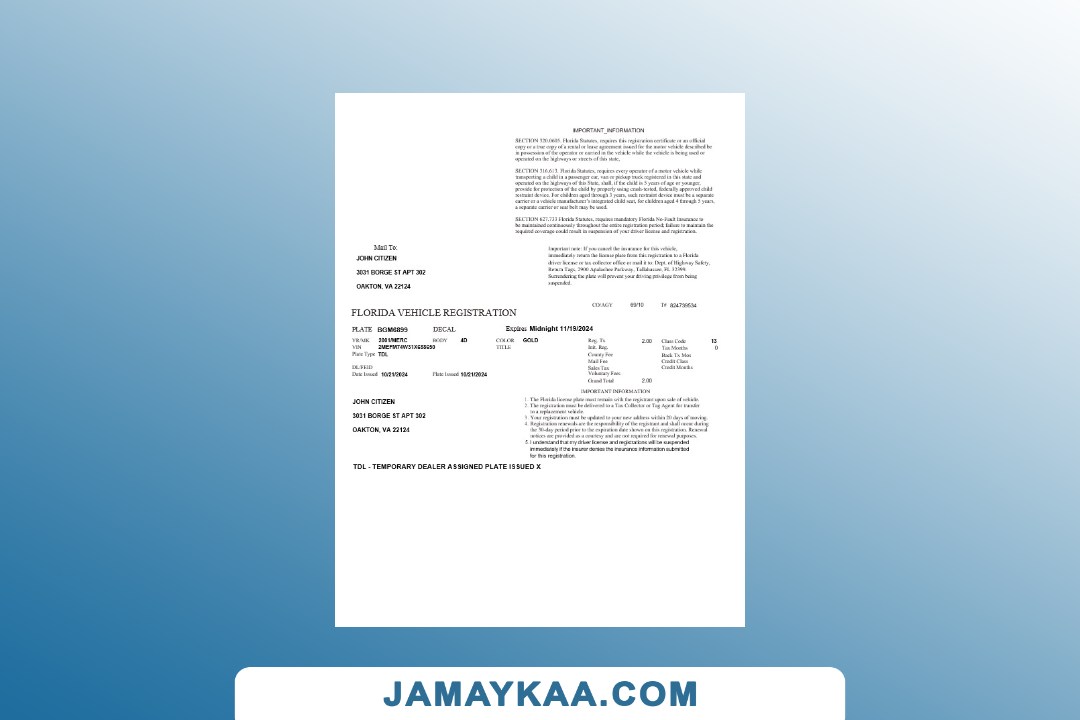 IMPORTANT_INFORMATION
SECTION 320.0605, Florida Statutes, requires this registration certificate or an official
copy or a true copy of a rental or lease agreement issued for the motor vehicle described be
in possession of the operator or carried in the vehicle while the vehicle is being used or
operated on the highways or streets of this state.
SECTION 316.613, Florida Statutes, requires every operator of a motor vehicle while
transporting a child in a passenger car, van or pickup truck registered in this state and
operated on the highways of this State, shall, if the child is 5 years of age or younger,
provide for protection of the child by properly using crash-tested, federally approved child
restraint device. For children aged through 3 years, such restraint device must be a separate
carrier or a vehicle manufacturer's integrated child seat, for children aged 4 through 5 years,
a separate carrier or seat belt may be used.
SECTION 627.733 Florida Statutes, requires mandatory Florida No-Fault Insurance to
be maintained continuously throughout the entire registration period; failure to maintain the
required coverage could result in suspension of your driver license and registration.
Mail To:
JOHN CITIZEN
3031 BORGE ST APT 302
OAKTON, VA 22124
Important note: If you cancel the insurance for this vehicle,
immediately return the license plate from this registration to a Florida
driver license or tax collector office or mail it to: Dept. of Highway Safety,
Return Tags, 2900 Apalachee Parkway, Tallahassee, FL 32399.
Surrendering the plate will prevent your driving privilege from being
suspended.
CO/AGY 69/10 T# 824739534
FLORIDA VEHICLE REGISTRATION
PLATE BGM6899 DECAL Expires Midnight 11/19/2024
YR/MK 2001/MERC BODY 4D COLOR GOLD Reg. Tx 2.00 Class Code 13
VIN TITLE Init. Reg. Tax Months 0
Plate Type TDL County Fee Back Tx Mos
Mail Fee Credit Class
DL/FEID Sales Tax Credit Months
Voluntary Fees
Date Issued 10/21/2024 Plate Issued 10/21/2024 Grand Total 2.00
IMPORTANT INFORMATION
1. The Florida license plate must remain with the registrant upon sale of vehicle.
2. The registration must be delivered to a Tax Collector or Tag Agent for transfer
to a replacement vehicle.
3. Your registration must be updated to your new address within 20 days of moving.
4. Registration renewals are the responsibility of the registrant and shall occur during
the 30-day period prior to the expiration date shown on this registration. Renewal
notices are provided as a courtesy and are not required for renewal purposes.
5. I understand that my driver license and registrations will be suspended
immediately if the insurer denies the insurance information submitted
for this registration.
JOHN CITIZEN
3031 BORGE ST APT 302
OAKTON, VA 22124
TDL - TEMPORARY DEALER ASSIGNED PLATE ISSUED X
JAMAYKAA.COM